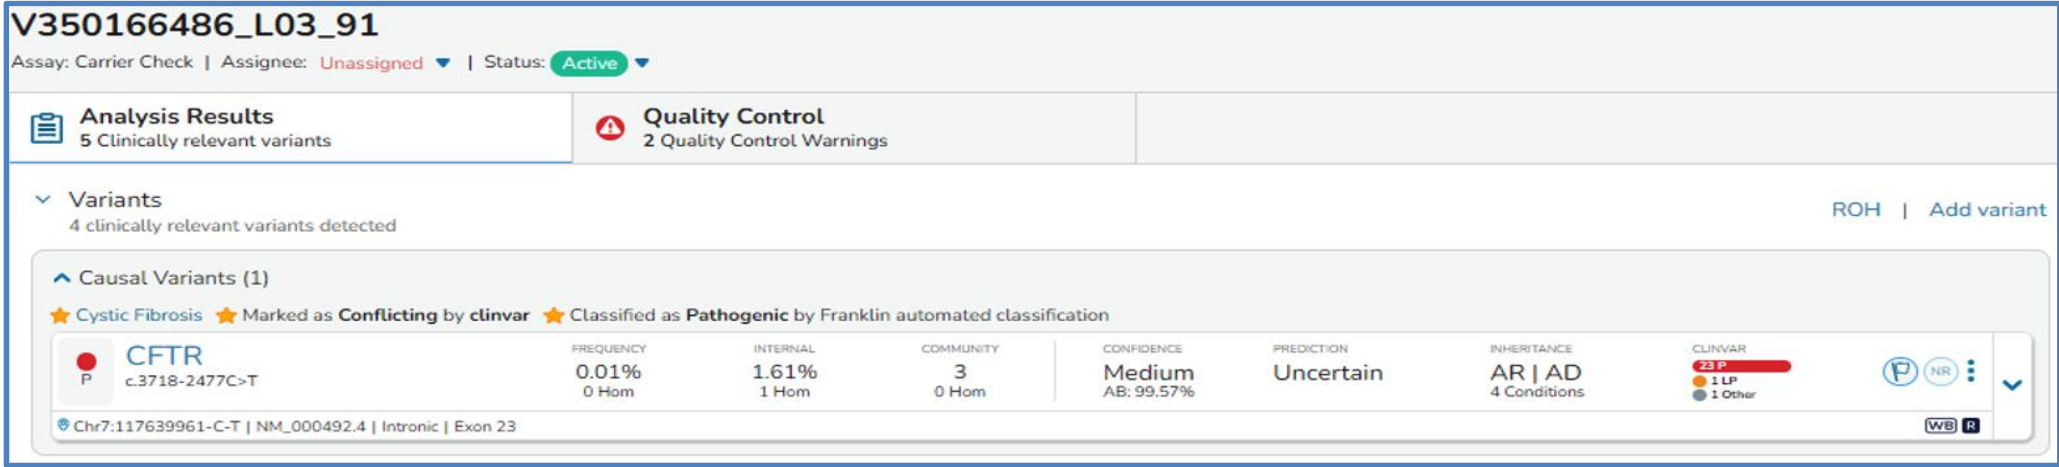 V350166486_L03_91
Assay: Carrier Check | Assignee: Unassigned | Status: Active
Analysis Results
5 Clinically relevant variants
Quality Control
2 Quality Control Warnings
Variants
4 clinically relevant variants detected
ROH | Add variant
Causal Variants (1)
Cystic Fibrosis Marked as Conflicting by clinvar Classified as Pathogenic by Franklin automated classification
P
CFTR
c.3718-2477C>T
FREQUENCY
0.01%
0 Hom
INTERNAL
1.61%
1 Hom
COMMUNITY
3
0 Hom
CONFIDENCE
Medium
AB: 99.57%
PREDICTION
Uncertain
INHERITANCE
AR | AD
4 Conditions
CLINVAR
23 P
1 LP
1 Other
P NR
Chr7:117639961-C-T | NM_000492.4 | Intronic | Exon 23
WB R